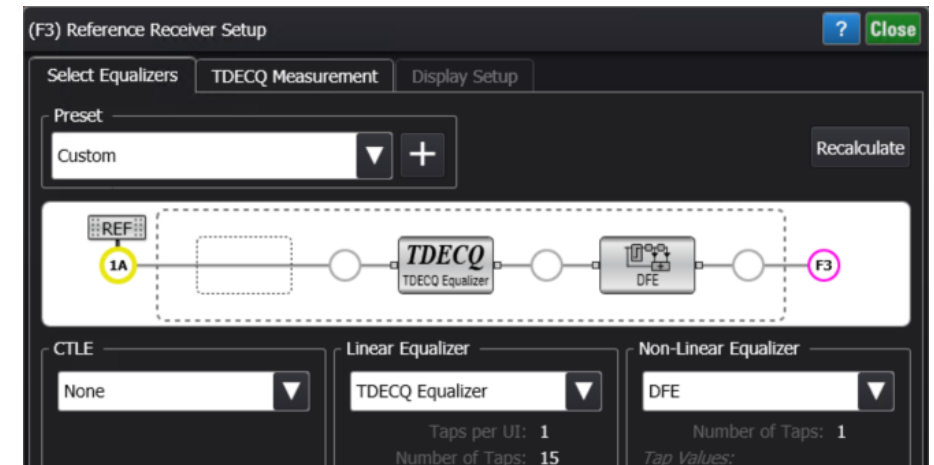 (F3) Reference Receiver Setup
? Close
Select Equalizers TDECQ Measurement Display Setup
Preset
Custom
+
Recalculate
REF
1A
TDECQ
TDECQ Equalizer
DFE
F3
CTLE
None
Linear Equalizer
TDECQ Equalizer
Taps per UI: 1
Number of Taps: 15
Non-Linear Equalizer
DFE
Number of Taps: 1
Tap Values: